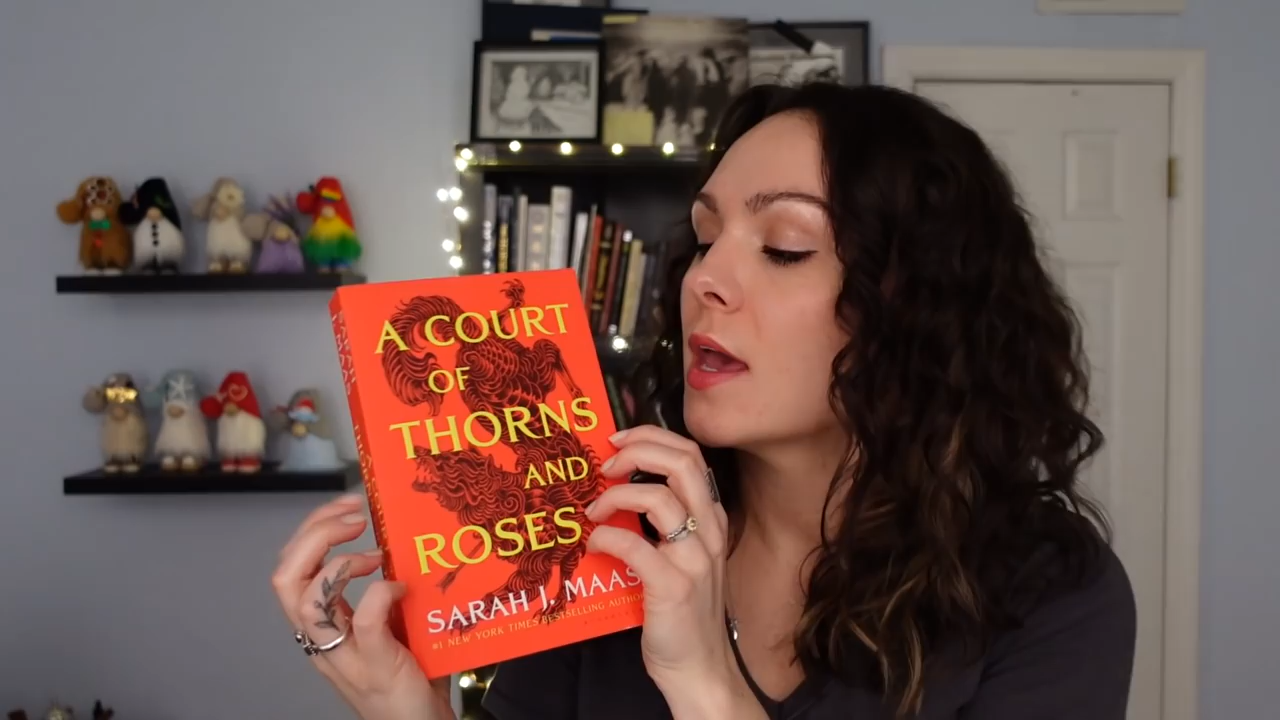 A COURT
OF
THORNS
AND
ROSES
SARAH J. MAAS
#1 NEW YORK TIMES BESTSELLING AUTHOR